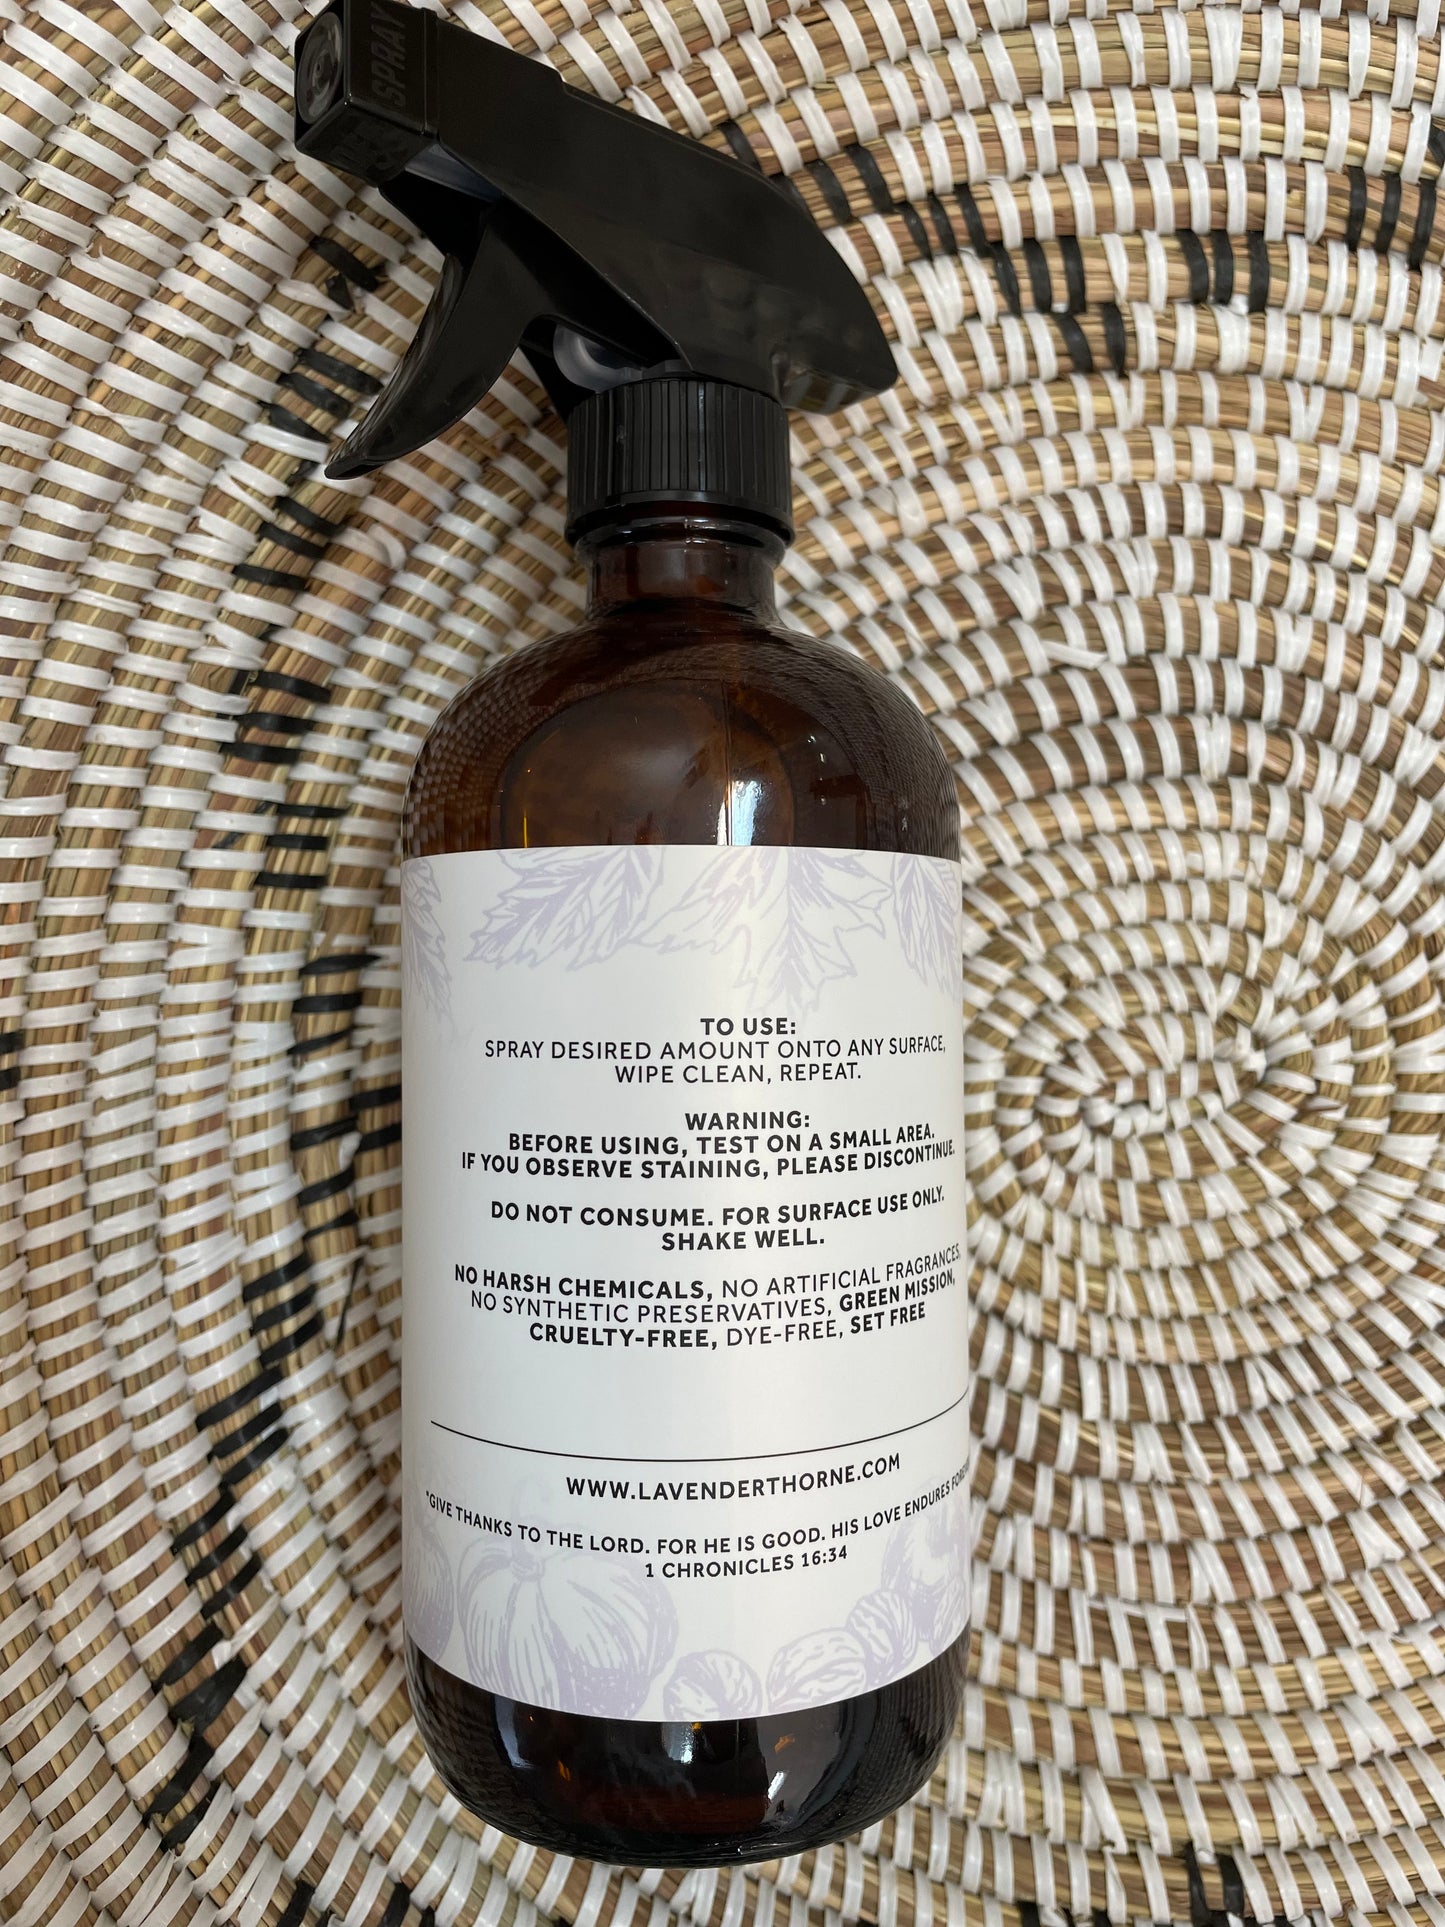 SPRAY
TO USE:
SPRAY DESIRED AMOUNT ONTO ANY SURFACE,
WIPE CLEAN, REPEAT.
WARNING:
BEFORE USING, TEST ON A SMALL AREA.
IF YOU OBSERVE STAINING, PLEASE DISCONTINUE.
DO NOT CONSUME. FOR SURFACE USE ONLY.
SHAKE WELL.
NO HARSH CHEMICALS, NO ARTIFICIAL FRAGRANCES,
NO SYNTHETIC PRESERVATIVES, GREEN MISSION,
CRUELTY-FREE, DYE-FREE, SET FREE
WWW.LAVENDERTHORNE.COM
"GIVE THANKS TO THE LORD. FOR HE IS GOOD. HIS LOVE ENDURES
1 CHRONICLES 16:34